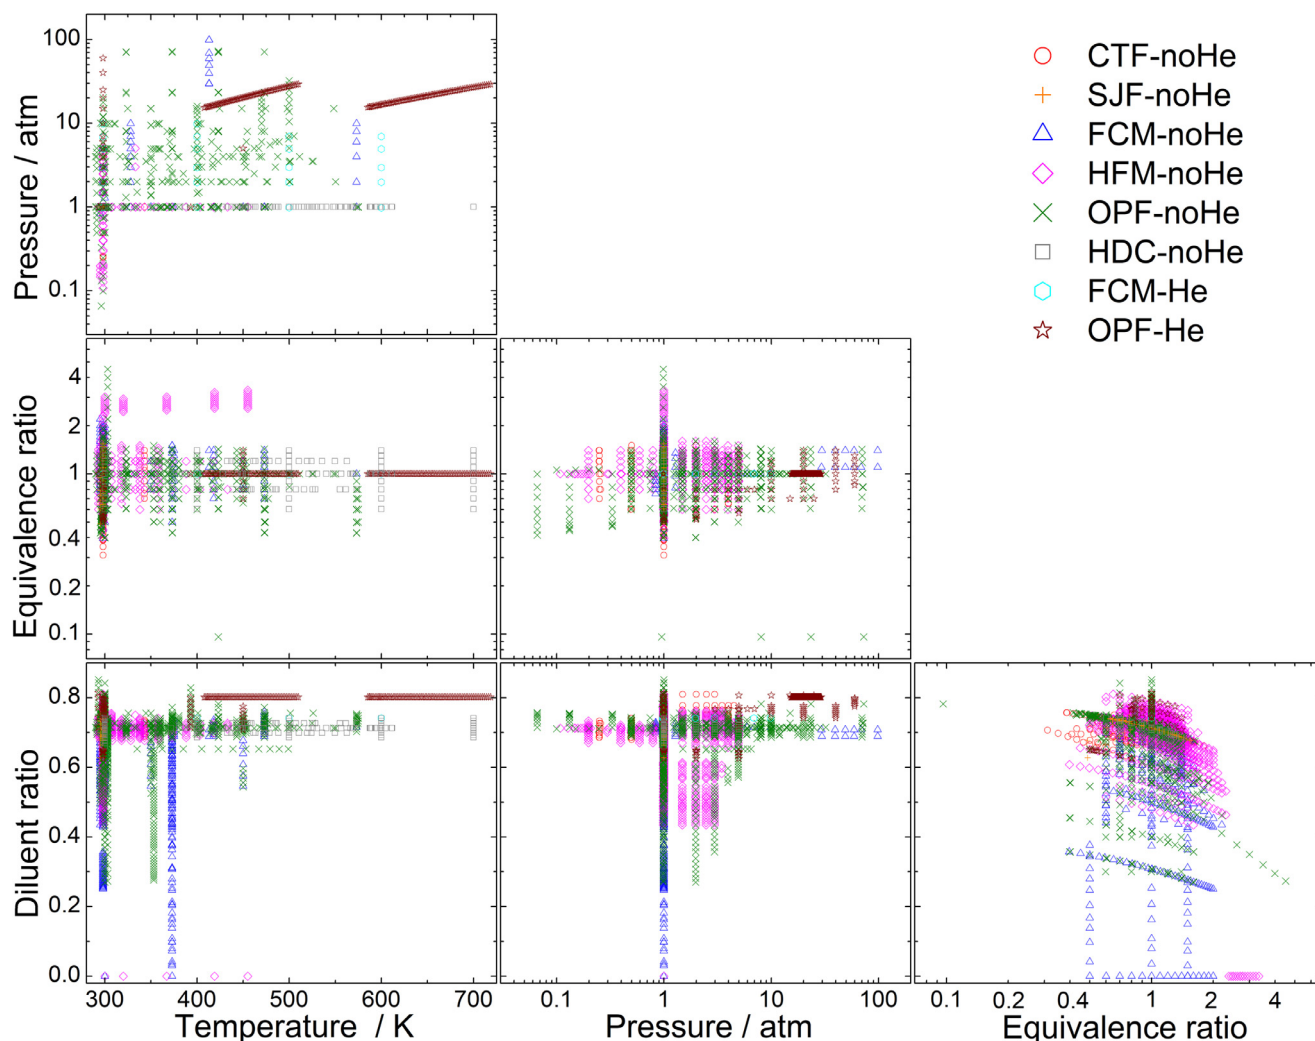 100
10
1
0.1
Pressure / atm
CTF-noHe
SJF-noHe
FCM-noHe
HFM-noHe
OPF-noHe
HDC-noHe
FCM-He
OPF-He
4
2
1
0.4
0.2
0.1
Equivalence ratio
0.8
0.6
0.4
0.2
0.0
Diluent ratio
300 400 500 600 700
Temperature / K
0.1 1 10 100
Pressure / atm
0.1 0.2 0.4 1 2 4
Equivalence ratio